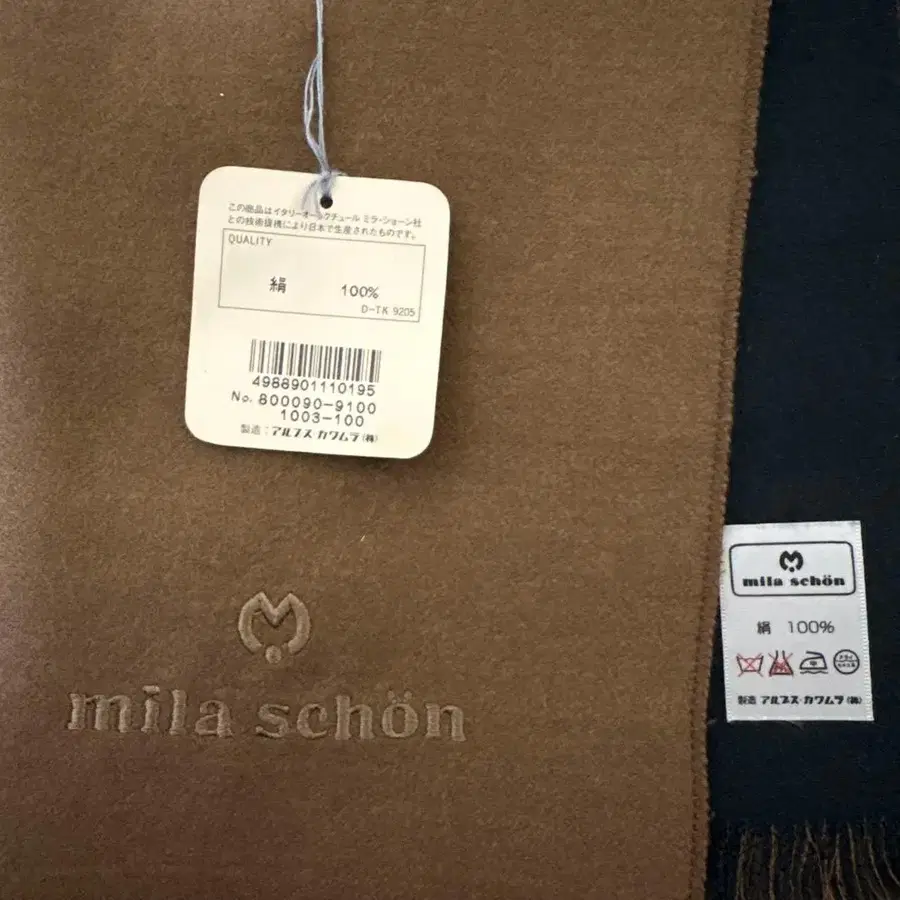 この商品はイタリーオートクチュール ミラ・ショーン社
との技術提携により日本で生産されたものです。
QUALITY
絹 100%
D-TK 9205
4988901110195
No. 800090-9100
1003-100
製造:アルプス・カワムラ(株)
mila schön
mila schön
絹 100%
ドライ
製造 アルプス・カワムラ(株)